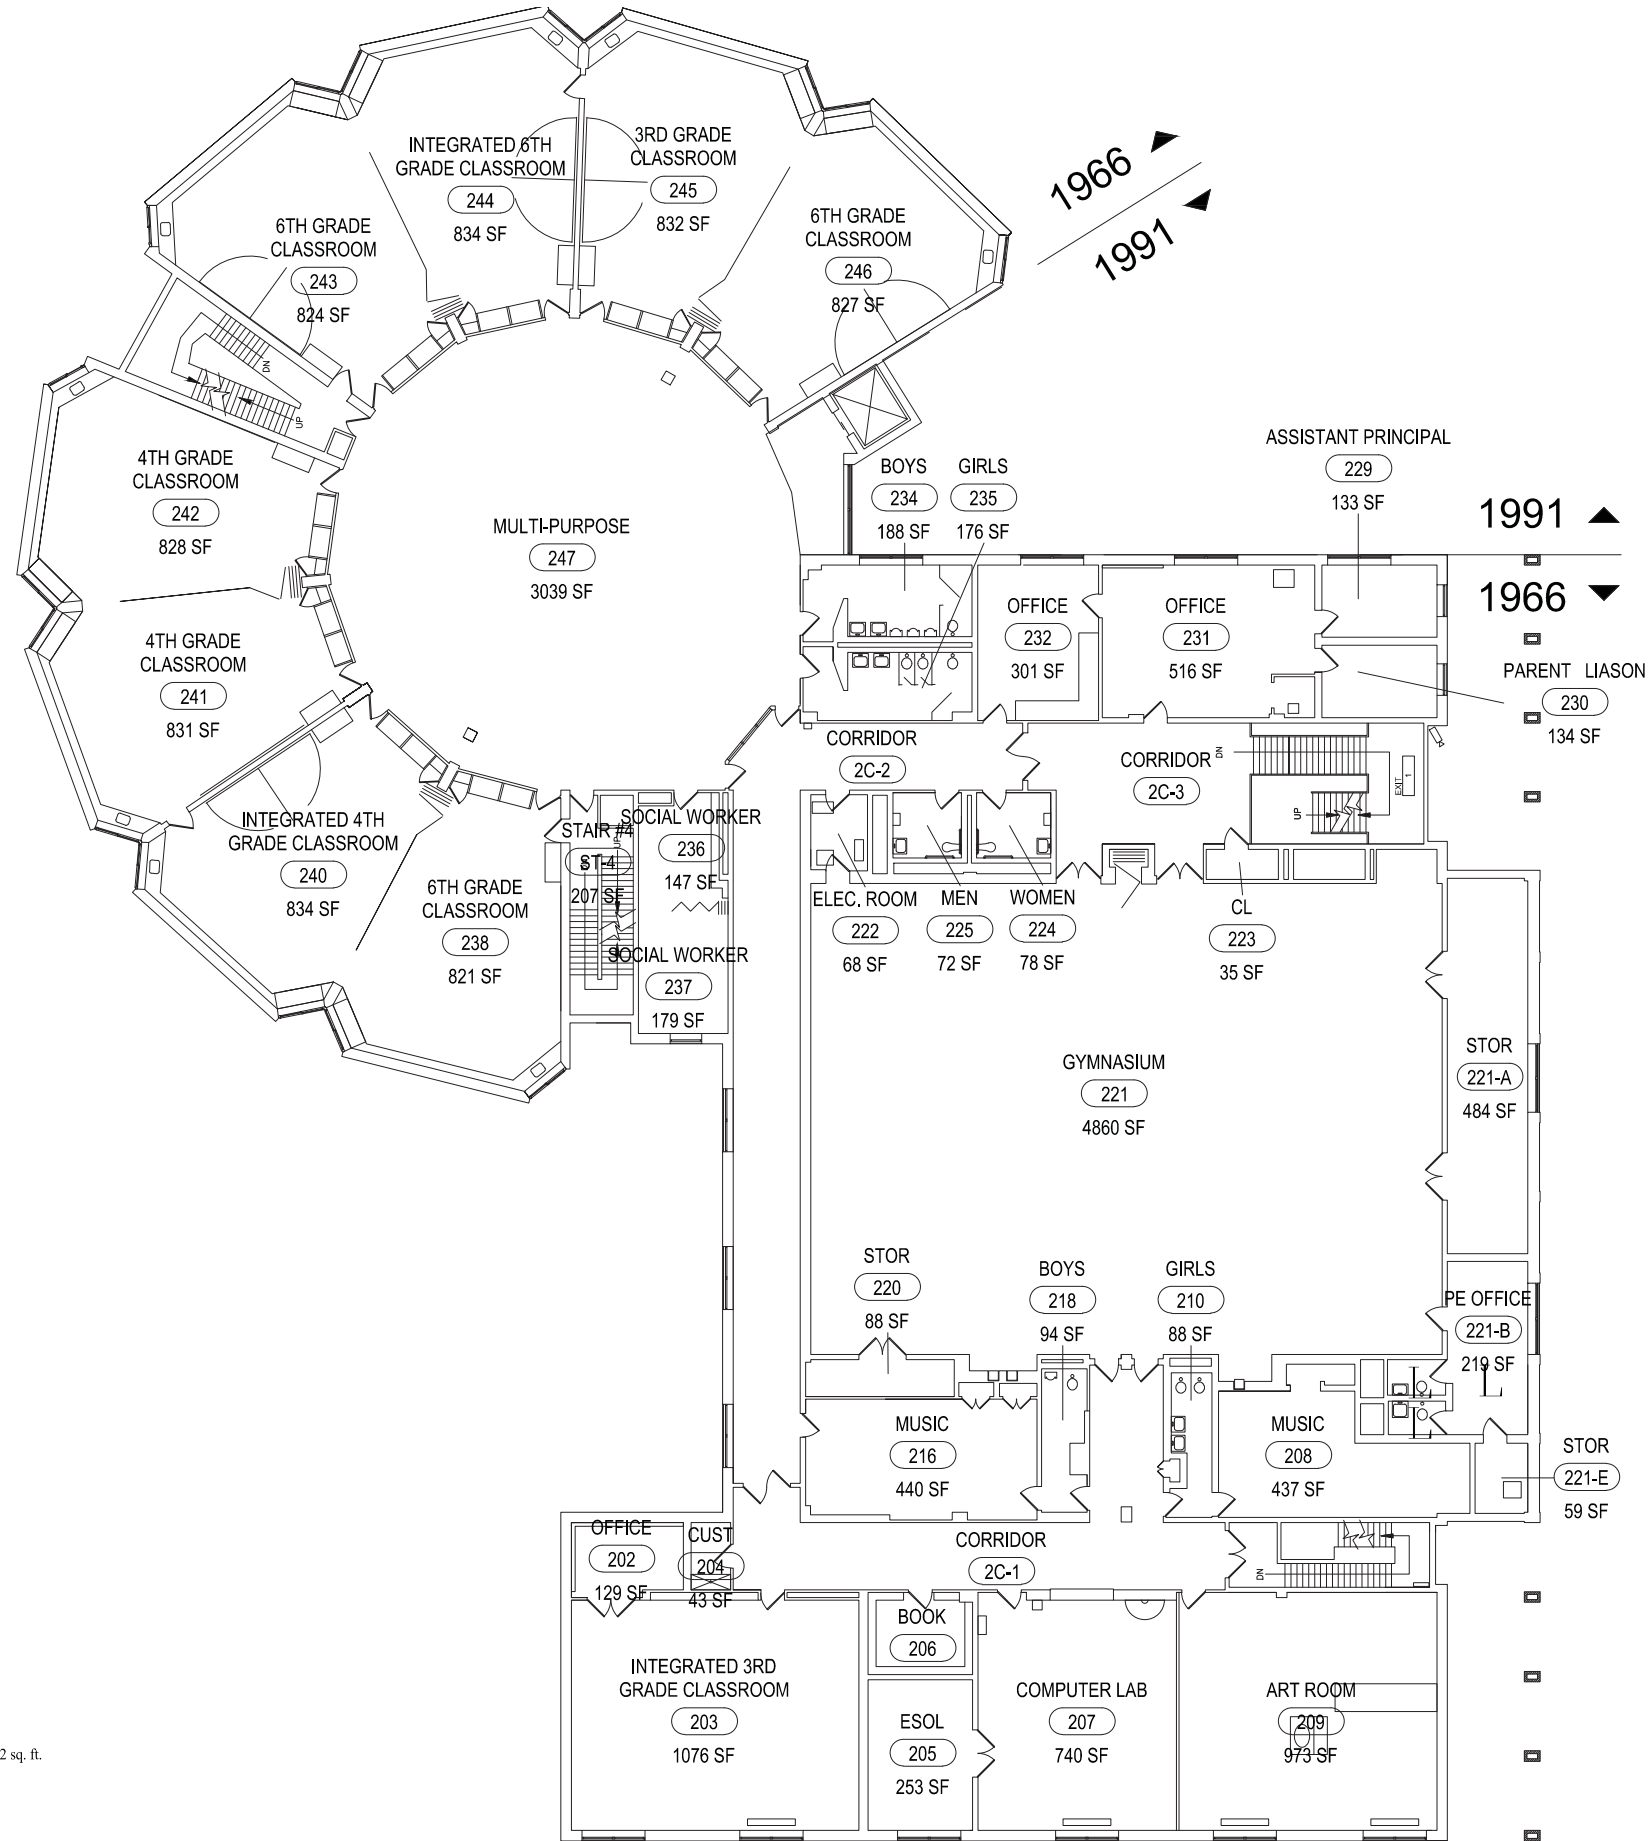 INTEGRATED 6TH
GRADE CLASSROOM
244
834 SF
3RD GRADE
CLASSROOM
245
832 SF
1966
1991
6TH GRADE
CLASSROOM
243
824 SF
6TH GRADE
CLASSROOM
246
827 SF
DN
UP
4TH GRADE
CLASSROOM
242
828 SF
MULTI-PURPOSE
247
3039 SF
BOYS
234
188 SF
GIRLS
235
176 SF
ASSISTANT PRINCIPAL
229
133 SF
1991
1966
OFFICE
232
301 SF
OFFICE
231
516 SF
PARENT LIASON
230
134 SF
4TH GRADE
CLASSROOM
241
831 SF
CORRIDOR
2C-2
CORRIDOR
2C-3
DN
UP
EXIT
1
INTEGRATED 4TH
GRADE CLASSROOM
240
834 SF
STAIR #4
ST-4
207 SF
UP
SOCIAL WORKER
236
147 SF
6TH GRADE
CLASSROOM
238
821 SF
ELEC. ROOM
222
68 SF
MEN
225
72 SF
WOMEN
224
78 SF
CL
223
35 SF
SOCIAL WORKER
237
179 SF
GYMNASIUM
221
4860 SF
STOR
221-A
484 SF
STOR
220
88 SF
BOYS
218
94 SF
GIRLS
210
88 SF
PE OFFICE
221-B
219 SF
MUSIC
216
440 SF
MUSIC
208
437 SF
STOR
221-E
59 SF
OFFICE
202
129 SF
CUST
204
43 SF
CORRIDOR
2C-1
DN
BOOK
206
INTEGRATED 3RD
GRADE CLASSROOM
203
1076 SF
ESOL
205
253 SF
COMPUTER LAB
207
740 SF
ART ROOM
209
973 SF
2 sq. ft.